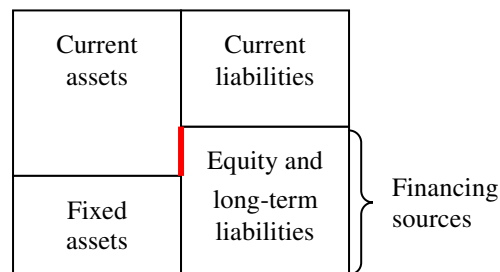 Current
assets
Current
liabilities
Fixed
assets
Equity and
long-term
liabilities
Financing
sources